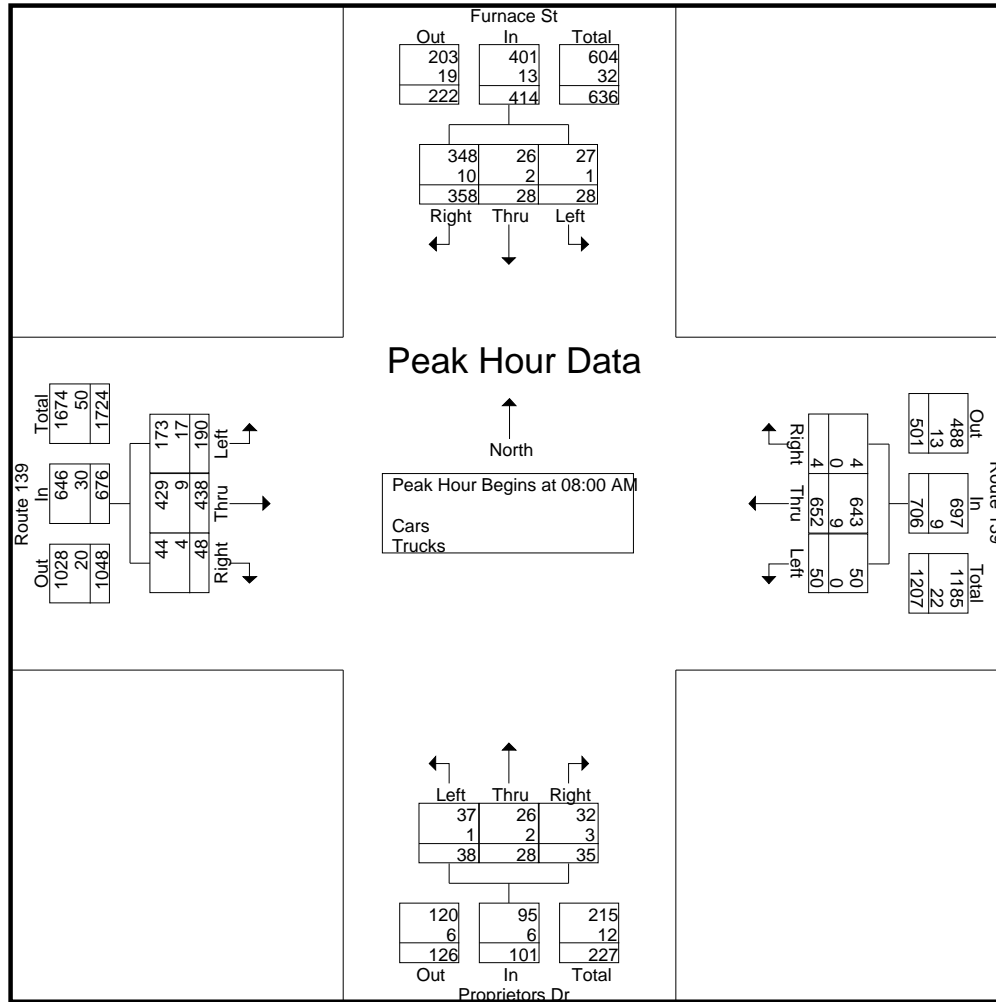 Furnace St
Out In Total
203 401 604
19 13 32
222 414 636
348 26 27
10 2 1
358 28 28
Right Thru Left
Peak Hour Data
North
Peak Hour Begins at 08:00 AM
Cars
Trucks
Route 139
Out In Total
1028 646 1674
20 30 50
1048 676 1724
Right Thru Left
44 429 173
4 9 17
48 438 190
Route 139
Out In Total
488 697 1185
13 9 22
501 706 1207
4 643 50
0 9 0
4 652 50
Right Thru Left
Left Thru Right
37 26 32
1 2 3
38 28 35
120 95 215
6 6 12
126 101 227
Out In Total
Proprietors Dr